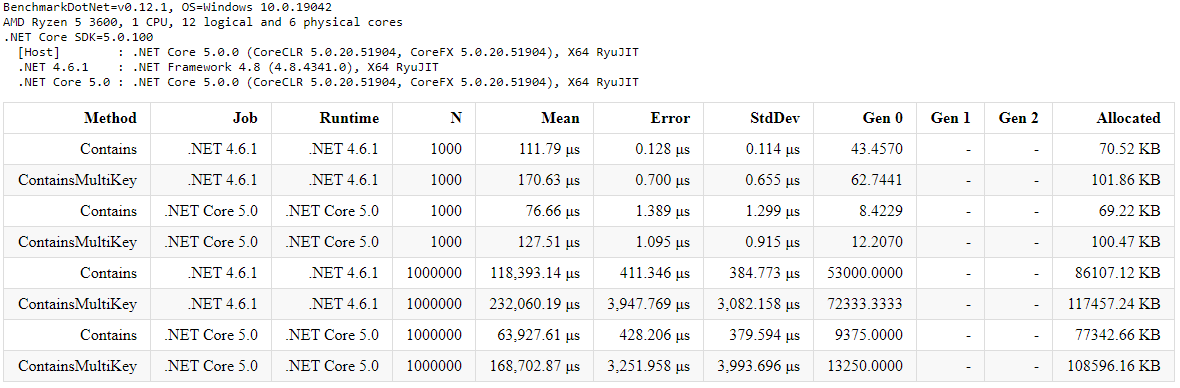 BenchmarkDotNet=v0.12.1, OS=Windows 10.0.19042
AMD Ryzen 5 3600, 1 CPU, 12 logical and 6 physical cores
.NET Core SDK=5.0.100
[Host] : .NET Core 5.0.0 (CoreCLR 5.0.20.51904, CoreFX 5.0.20.51904), X64 RyuJIT
.NET 4.6.1 : .NET Framework 4.8 (4.8.4341.0), X64 RyuJIT
.NET Core 5.0 : .NET Core 5.0.0 (CoreCLR 5.0.20.51904, CoreFX 5.0.20.51904), X64 RyuJIT
Method Job Runtime N Mean Error StdDev Gen 0 Gen 1 Gen 2 Allocated
Contains .NET 4.6.1 .NET 4.6.1 1000 111.79 μs 0.128 μs 0.114 μs 43.4570 - - 70.52 KB
ContainsMultiKey .NET 4.6.1 .NET 4.6.1 1000 170.63 μs 0.700 μs 0.655 μs 62.7441 - - 101.86 KB
Contains .NET Core 5.0 .NET Core 5.0 1000 76.66 μs 1.389 μs 1.299 μs 8.4229 - - 69.22 KB
ContainsMultiKey .NET Core 5.0 .NET Core 5.0 1000 127.51 μs 1.095 μs 0.915 μs 12.2070 - - 100.47 KB
Contains .NET 4.6.1 .NET 4.6.1 1000000 118,393.14 μs 411.346 μs 384.773 μs 53000.0000 - - 86107.12 KB
ContainsMultiKey .NET 4.6.1 .NET 4.6.1 1000000 232,060.19 μs 3,947.769 μs 3,082.158 μs 72333.3333 - - 117457.24 KB
Contains .NET Core 5.0 .NET Core 5.0 1000000 63,927.61 μs 428.206 μs 379.594 μs 9375.0000 - - 77342.66 KB
ContainsMultiKey .NET Core 5.0 .NET Core 5.0 1000000 168,702.87 μs 3,251.958 μs 3,993.696 μs 13250.0000 - - 108596.16 KB